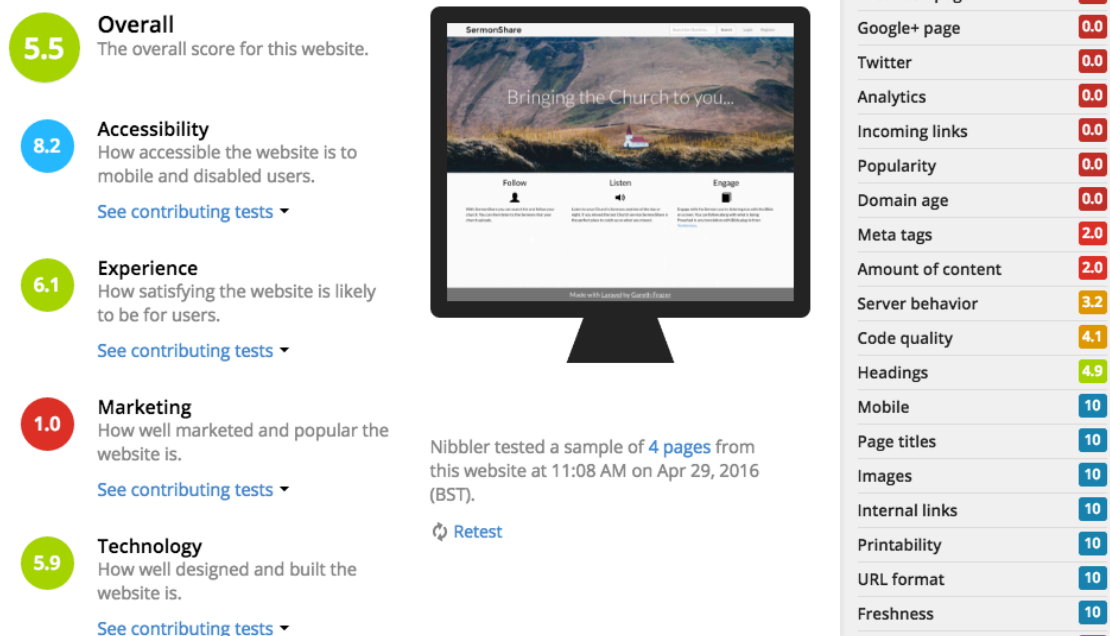 5.5
Overall
The overall score for this website.
8.2
Accessibility
How accessible the website is to
mobile and disabled users.
See contributing tests
6.1
Experience
How satisfying the website is likely
to be for users.
See contributing tests
1.0
Marketing
How well marketed and popular the
website is.
See contributing tests
5.9
Technology
How well designed and built the
website is.
See contributing tests
SermonShare
Search Login Register
Bringing the Church to you...
Follow Listen Engage
Made with Laravel by Gareth Frazer
Nibbler tested a sample of 4 pages from
this website at 11:08 AM on Apr 29, 2016
(BST).
Retest
Google+ page 0.0
Twitter 0.0
Analytics 0.0
Incoming links 0.0
Popularity 0.0
Domain age 0.0
Meta tags 2.0
Amount of content 2.0
Server behavior 3.2
Code quality 4.1
Headings 4.9
Mobile 10
Page titles 10
Images 10
Internal links 10
Printability 10
URL format 10
Freshness 10